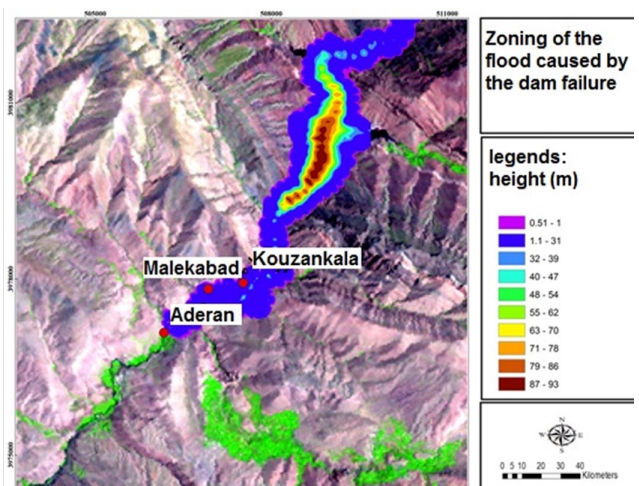 505000
508000
511000
3981000
3978000
3975000
Kouzankala
Malekabad
Aderan
Zoning of the
flood caused by
the dam failure
legends:
height (m)
0.51 - 1
1.1 - 31
32 - 39
40 - 47
48 - 54
55 - 62
63 - 70
71 - 78
79 - 86
87 - 93
N
W
E
S
0 5 10 20 30 40
Kilometers